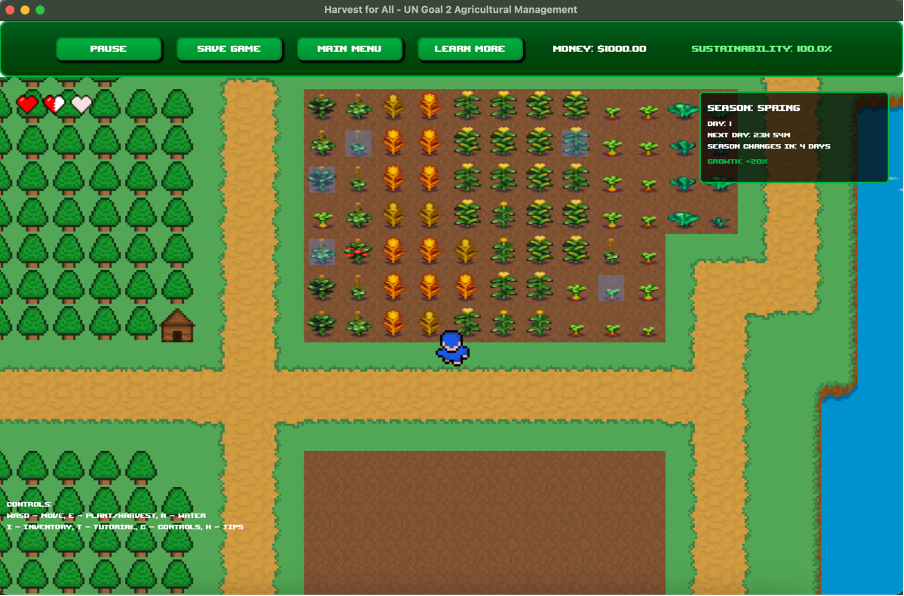 Harvest for All - UN Goal 2 Agricultural Management
PAUSE
SAVE GAME
MAIN MENU
LEARN MORE
MONEY: $1000.00
SUSTAINABILITY: 100.0%
SEASON: SPRING
DAY: 1
NEXT DAY: 23H 54M
SEASON CHANGES IN: 4 DAYS
GROWTH: +20%
CONTROLS:
WASD - MOVE, E - PLANT/HARVEST, R - WATER
I - INVENTORY, T - TUTORIAL, C - CONTROLS, H - TIPS